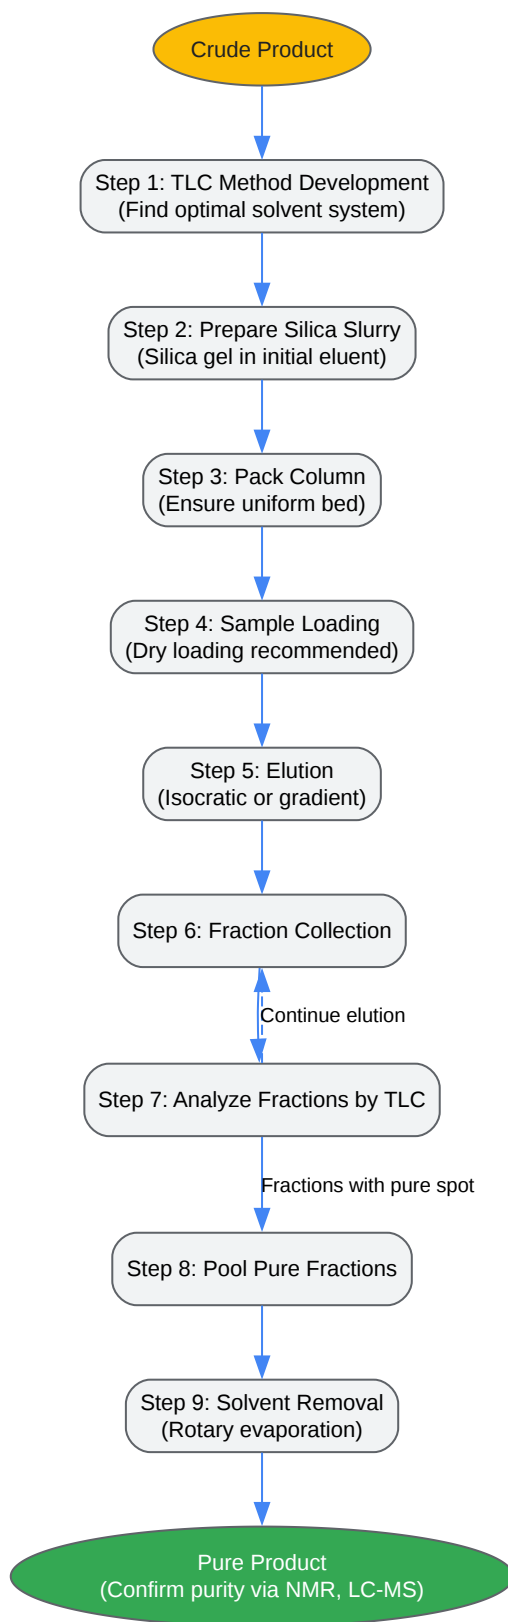 Crude Product
Step 1: TLC Method Development
(Find optimal solvent system)
Step 2: Prepare Silica Slurry
(Silica gel in initial eluent)
Step 3: Pack Column
(Ensure uniform bed)
Step 4: Sample Loading
(Dry loading recommended)
Step 5: Elution
(Isocratic or gradient)
Step 6: Fraction Collection
Continue elution
Step 7: Analyze Fractions by TLC
Fractions with pure spot
Step 8: Pool Pure Fractions
Step 9: Solvent Removal
(Rotary evaporation)
Pure Product
(Confirm purity via NMR, LC-MS)